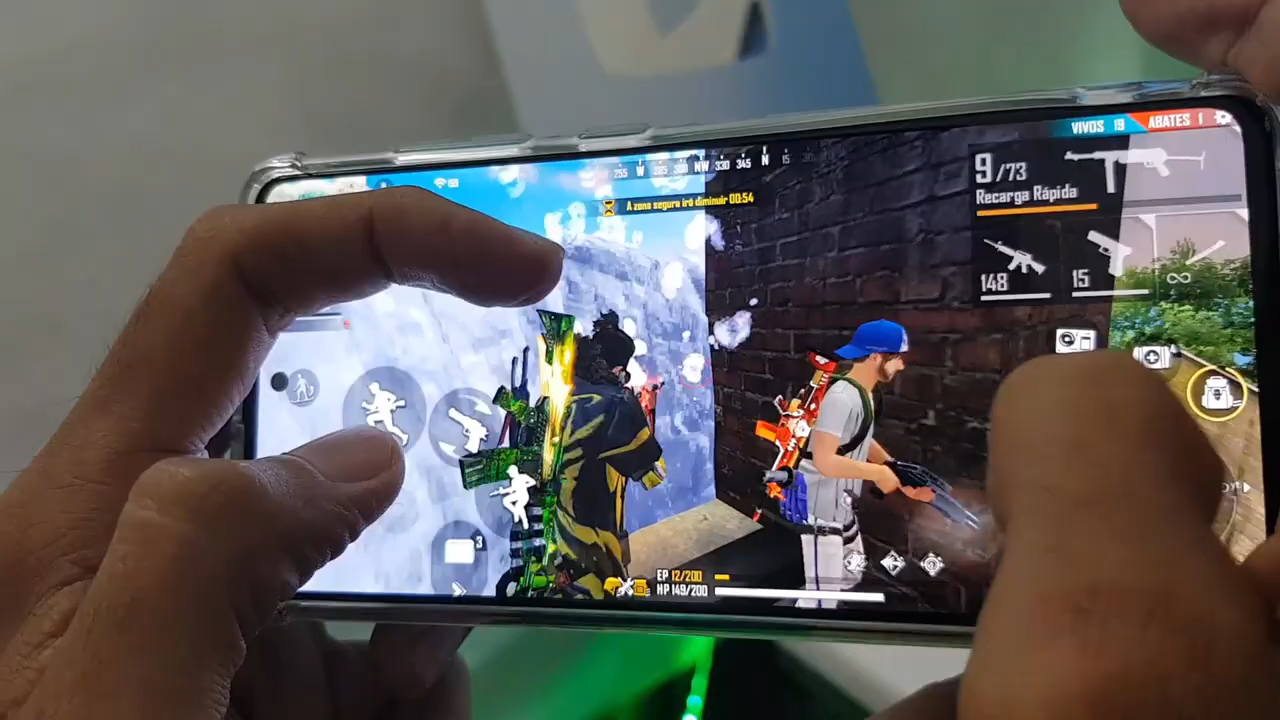 VIVOS 19 ABATES 1
255 W 285 300 NW 330 345 N 15
A zona segura irá diminuir 00:54
9/73
Recarga Rápida
148
15
∞
3
EP 12/200
HP 149/200